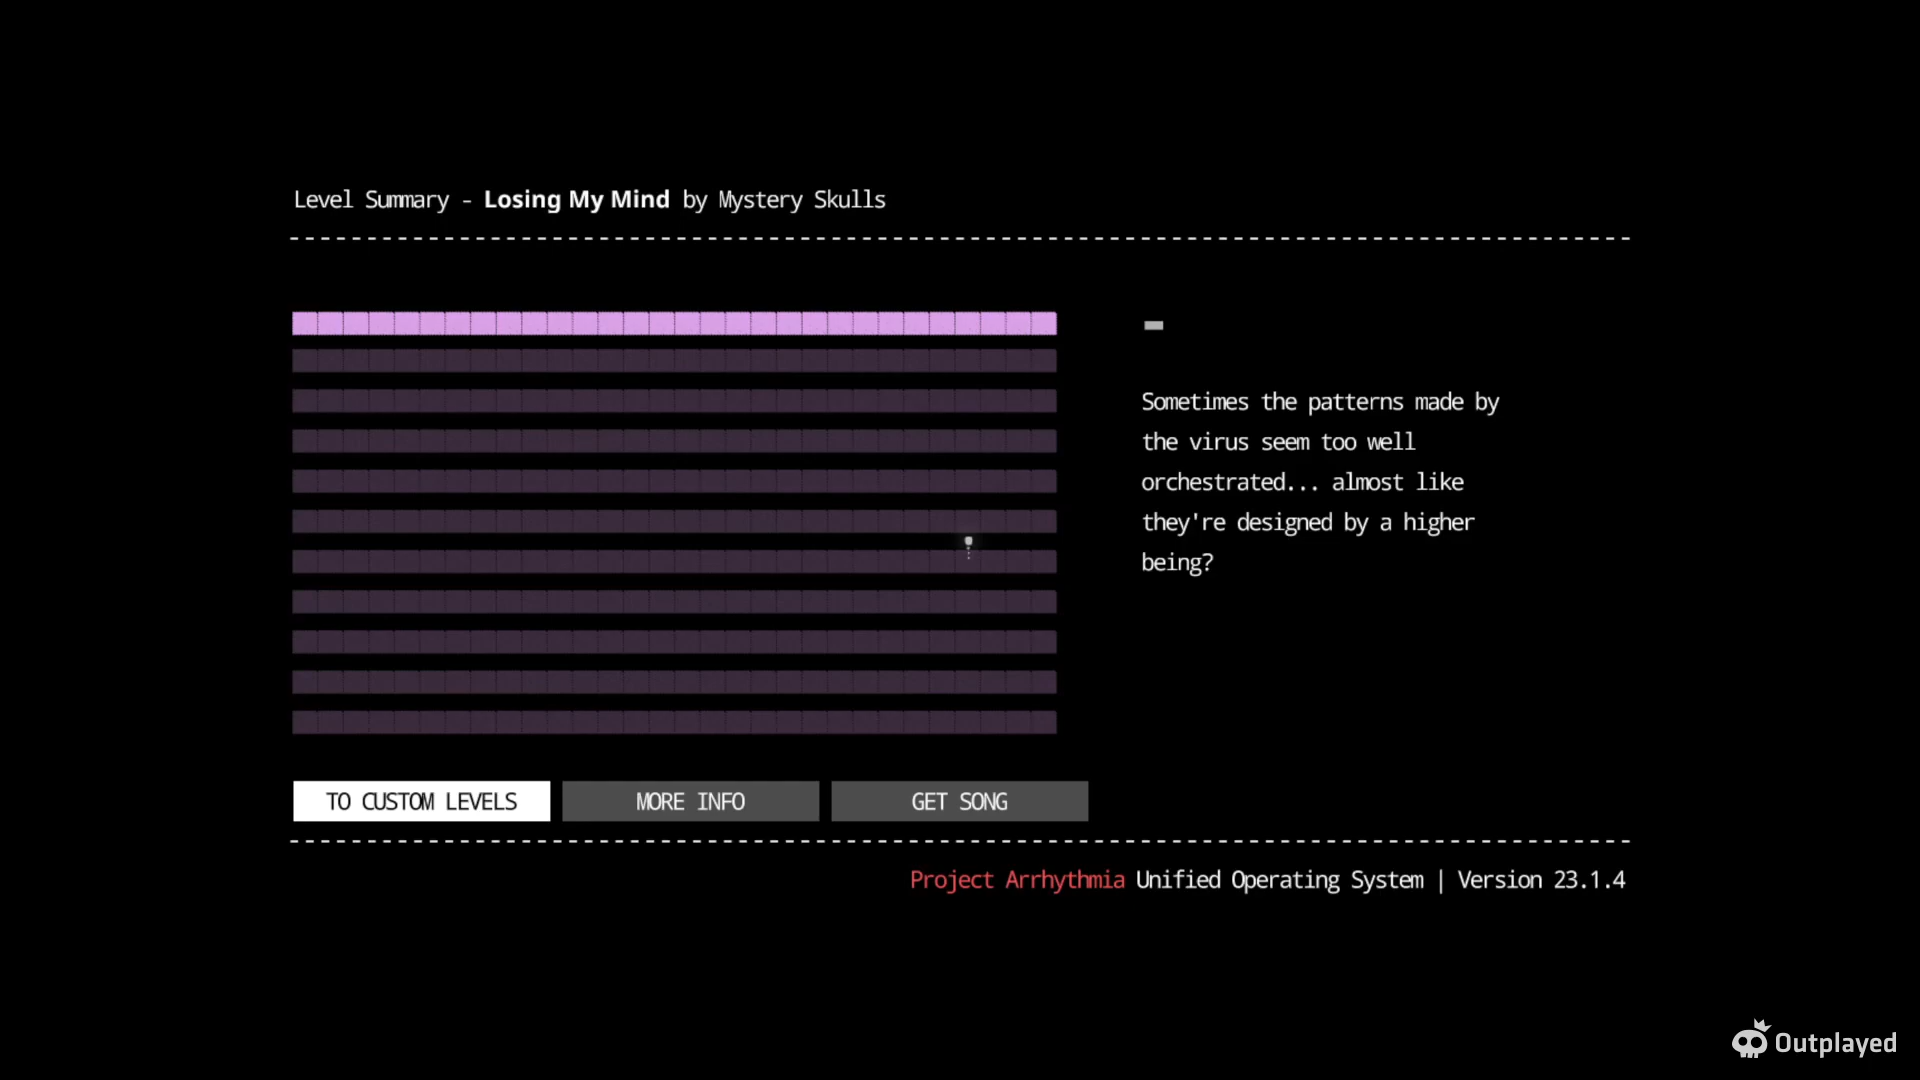 Level Summary - Losing My Mind by Mystery Skulls
Sometimes the patterns made by
the virus seem too well
orchestrated... almost like
they're designed by a higher
being?
TO CUSTOM LEVELS MORE INFO GET SONG
Project Arrhythmia Unified Operating System | Version 23.1.4
Outplayed